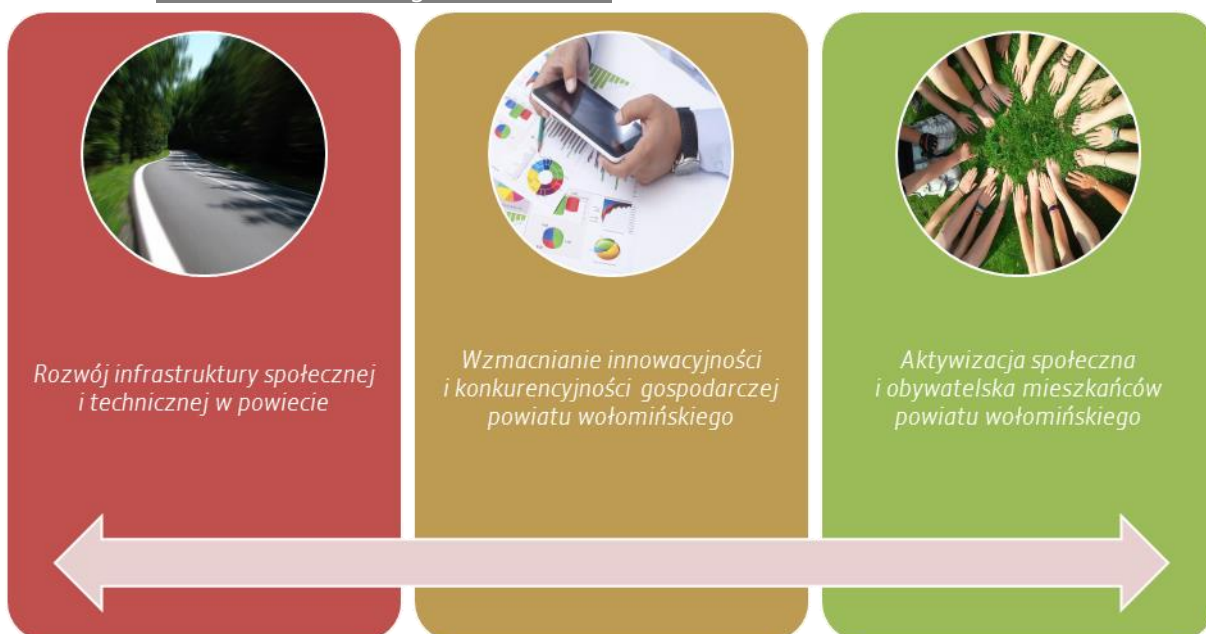 Rozwój infrastruktury społecznej
i technicznej w powiecie
Wzmacnianie innowacyjności
i konkurencyjności gospodarczej
powiatu wołomińskiego
Aktywizacja społeczna
i obywatelska mieszkańców
powiatu wołomińskiego